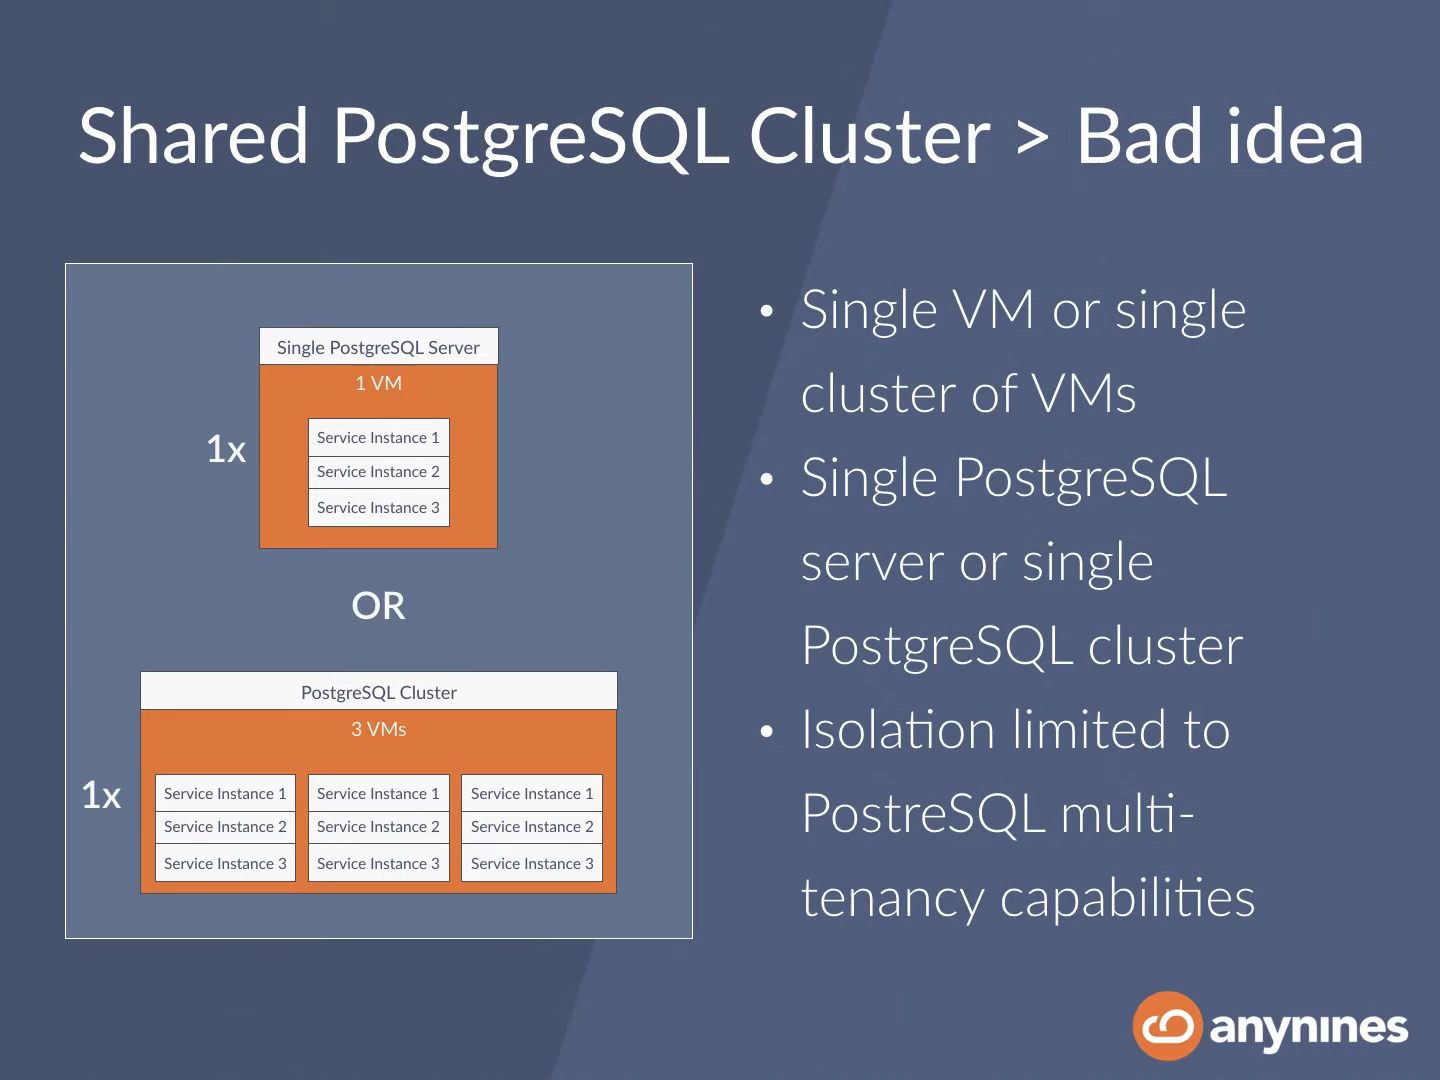 Shared PostgreSQL Cluster > Bad idea
Single PostgreSQL Server
1 VM
1x
Service Instance 1
Service Instance 2
Service Instance 3
OR
PostgreSQL Cluster
3 VMs
1x
Service Instance 1 Service Instance 1 Service Instance 1
Service Instance 2 Service Instance 2 Service Instance 2
Service Instance 3 Service Instance 3 Service Instance 3
• Single VM or single
cluster of VMs
• Single PostgreSQL
server or single
PostgreSQL cluster
• Isolation limited to
PostreSQL multi-
tenancy capabilities
anynines